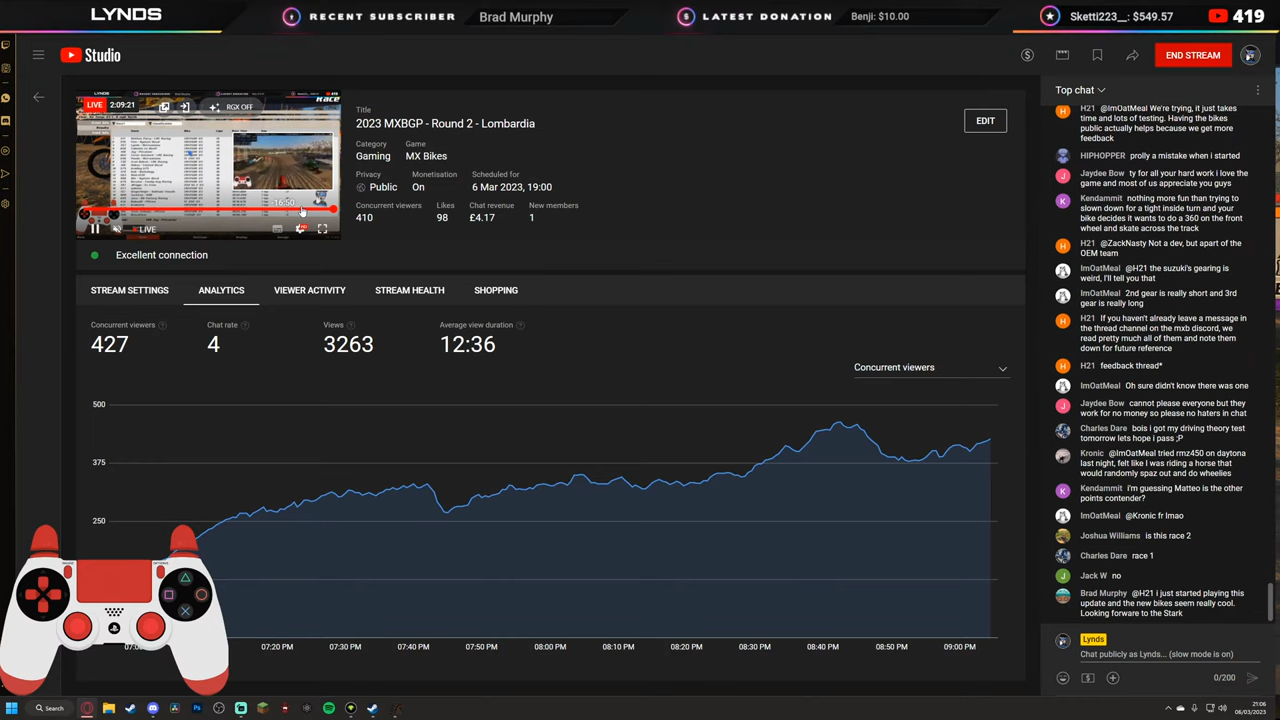 LYNDS
RECENT SUBSCRIBER
Brad Murphy
LATEST DONATION
Benji: $10.00
Sketti223__: $549.57
419
Studio
END STREAM
LIVE 2:09:21
RGX OFF
16:50
LIVE
Title
2023 MXBGP - Round 2 - Lombardia
EDIT
Game
MX Bikes
Concurrent viewers
Likes
98
Chat revenue
£4.17
New members
1
Excellent connection
STREAM SETTINGS
ANALYTICS
VIEWER ACTIVITY
STREAM HEALTH
SHOPPING
Concurrent viewers
427
Chat rate
4
Views
3263
Average view duration
12:36
Concurrent viewers
500
375
250
07:20 PM
07:30 PM
07:40 PM
07:50 PM
08:00 PM
08:10 PM
08:20 PM
08:30 PM
08:40 PM
08:50 PM
09:00 PM
Top chat
H21 @ImOatMeal We're trying, it just takes
time and lots of testing. Having the bikes
public actually helps because we get more
feedback
HIPHOPPER prolly a mistake when i started
Jaydee Bow ty for all your hard work i love the
game and most of us appreciate you guys
Kendammit nothing more fun than trying to
town down for a tight inside turn and your
bike decides it wants to do a 360 on the front
wheel and skate across the track
H21 @ZackNasty Not a dev, but apart of the
OEM team
ImOatMeal @H21 the suzuki's gearing is
weird, I'll tell you that
ImOatMeal 2nd gear is really short and 3rd
gear is really long
H21 If you haven't already leave a message in
the thread channel on the mxb discord, we
read pretty much all of them and note them
down for future reference
H21 feedback thread*
ImOatMeal Oh sure didn't know there was one
Jaydee Bow cannot please everyone but they
work for no money so please no haters in chat
Charles Dare bois i got my driving theory test
tomorrow lets hope i pass ;P
Kronic @ImOatMeal tried rmz450 on daytona
last night, felt like I was riding a horse that
would randomly spaz out and do wheelies
Kendammit i'm guessing Matteo is the other
points contender?
ImOatMeal @Kronic fr lmao
Joshua Williams is this race 2
Charles Dare race 1
Jack W no
Brad Murphy @H21 i just started playing this
update and the new bikes seem really cool.
Looking forward to the Stark
Lynds
Chat publicly as Lynds... (slow mode is on)
0/200
Search
21:06
06/03/2023